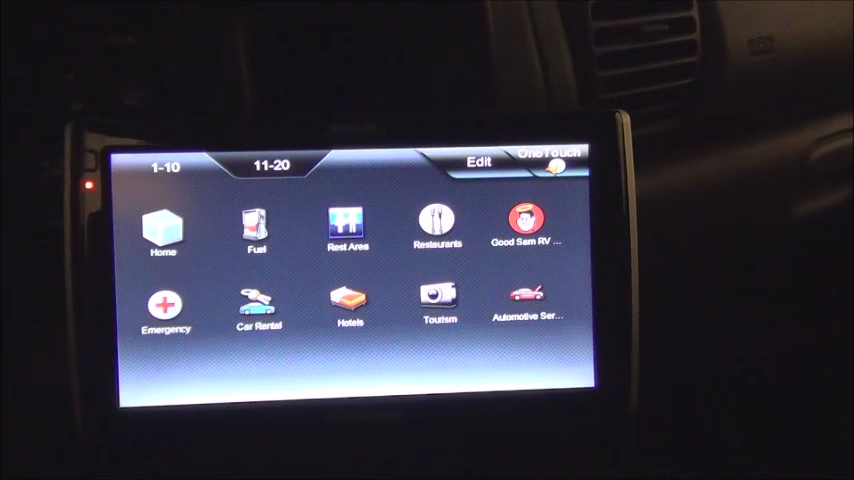 1-10
11-20
Edit
OneTouch
Home
Fuel
Rest Area
Restaurants
Good Sam RV ...
Emergency
Car Rental
Hotels
Tourism
Automotive Ser...